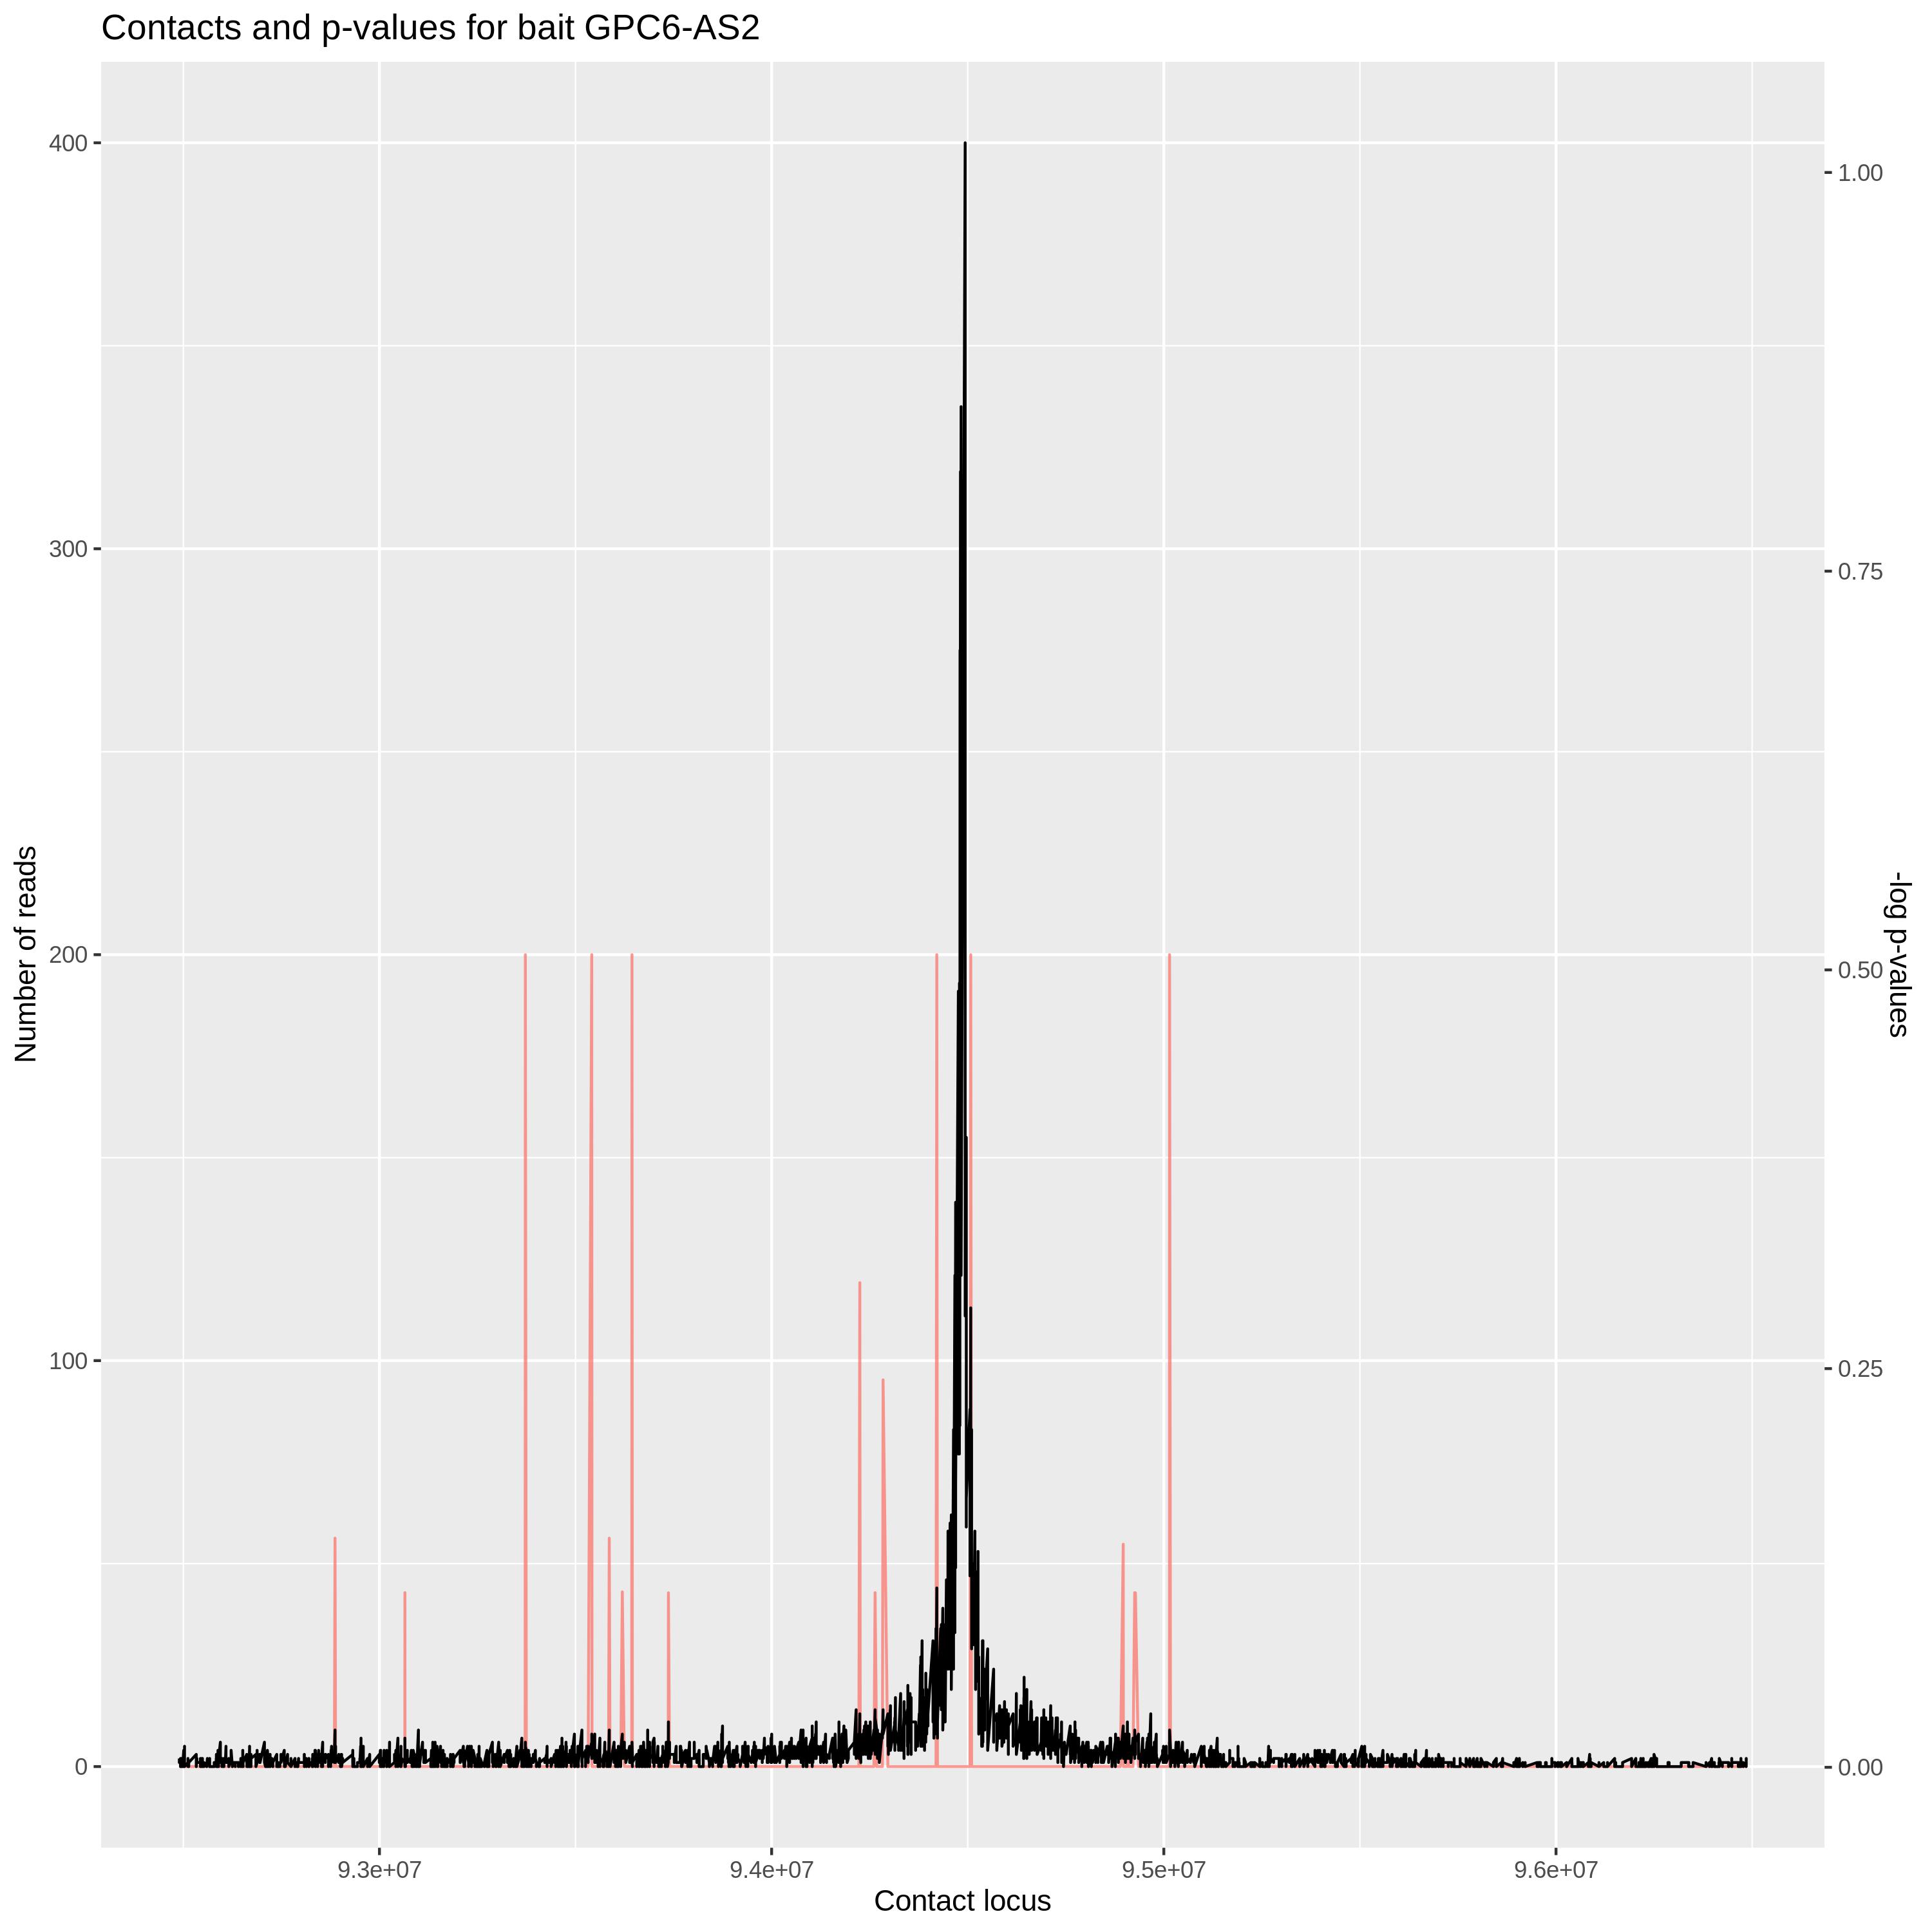 Contacts and p-values for bait GPC6-AS2
400
300
200
100
0
Number of reads
1.00
0.75
0.50
0.25
0.00
-log p-values
9.3e+07
9.4e+07
9.5e+07
9.6e+07
Contact locus